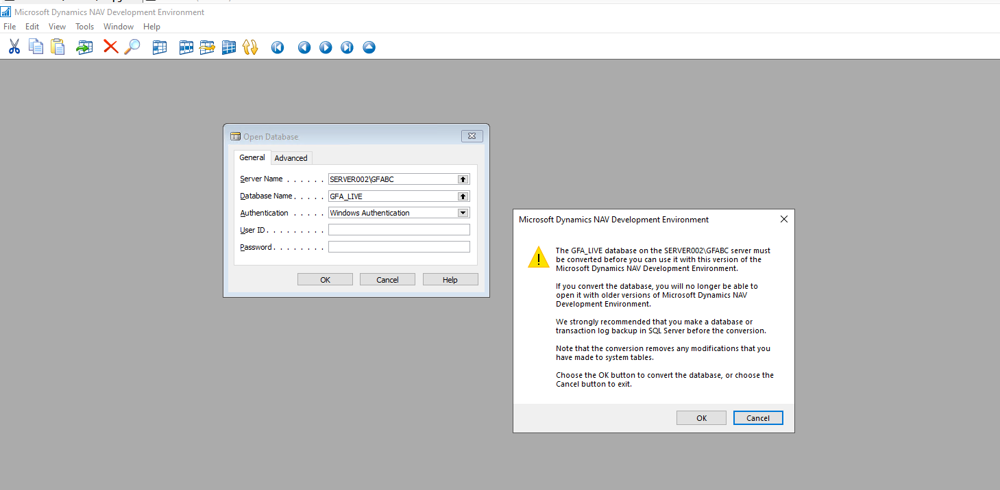 Microsoft Dynamics NAV Development Environment
File Edit View Tools Window Help
Open Database
General Advanced
Server Name . . . . . . SERVER002\GFABC
Database Name . . . . . GFA_LIVE
Authentication . . . . . Windows Authentication
User ID . . . . . . . . .
Password . . . . . . . .
OK Cancel Help
Microsoft Dynamics NAV Development Environment
The GFA_LIVE database on the SERVER002\GFABC server must
be converted before you can use it with this version of the
Microsoft Dynamics NAV Development Environment.
If you convert the database, you will no longer be able to
open it with older versions of Microsoft Dynamics NAV
Development Environment.
We strongly recommended that you make a database or
transaction log backup in SQL Server before the conversion.
Note that the conversion removes any modifications that you
have made to system tables.
Choose the OK button to convert the database, or choose the
Cancel button to exit.
OK Cancel